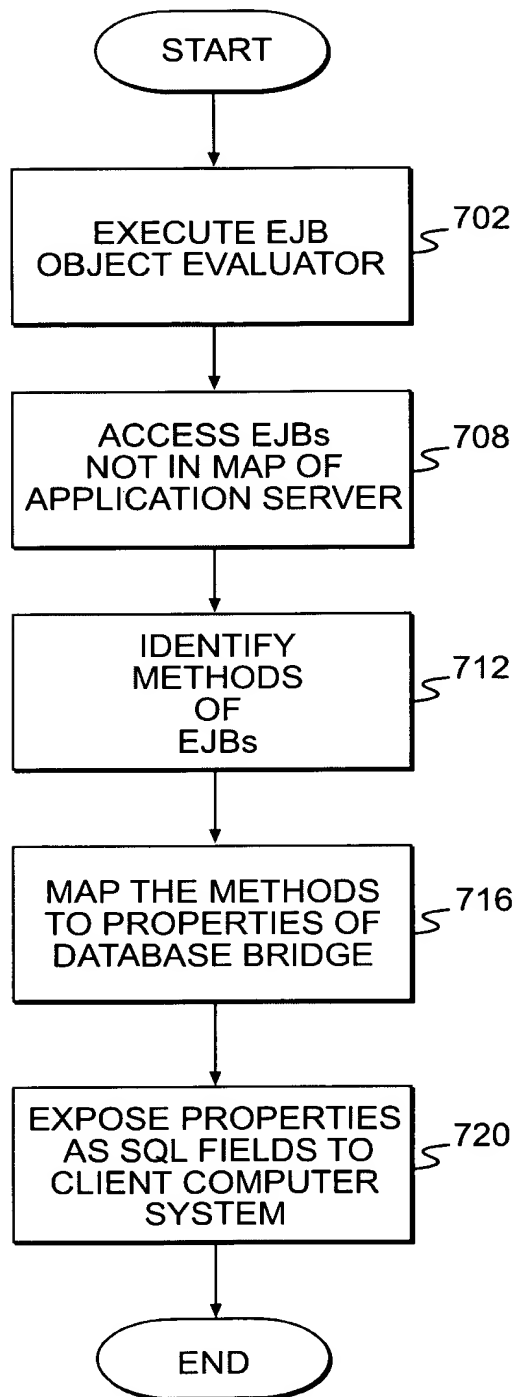 START
EXECUTE EJB
OBJECT EVALUATOR
702
ACCESS EJBs
NOT IN MAP OF
APPLICATION SERVER
708
IDENTIFY
METHODS
OF
EJBs
712
MAP THE METHODS
TO PROPERTIES OF
DATABASE BRIDGE
716
EXPOSE PROPERTIES
AS SQL FIELDS TO
CLIENT COMPUTER
SYSTEM
720
END